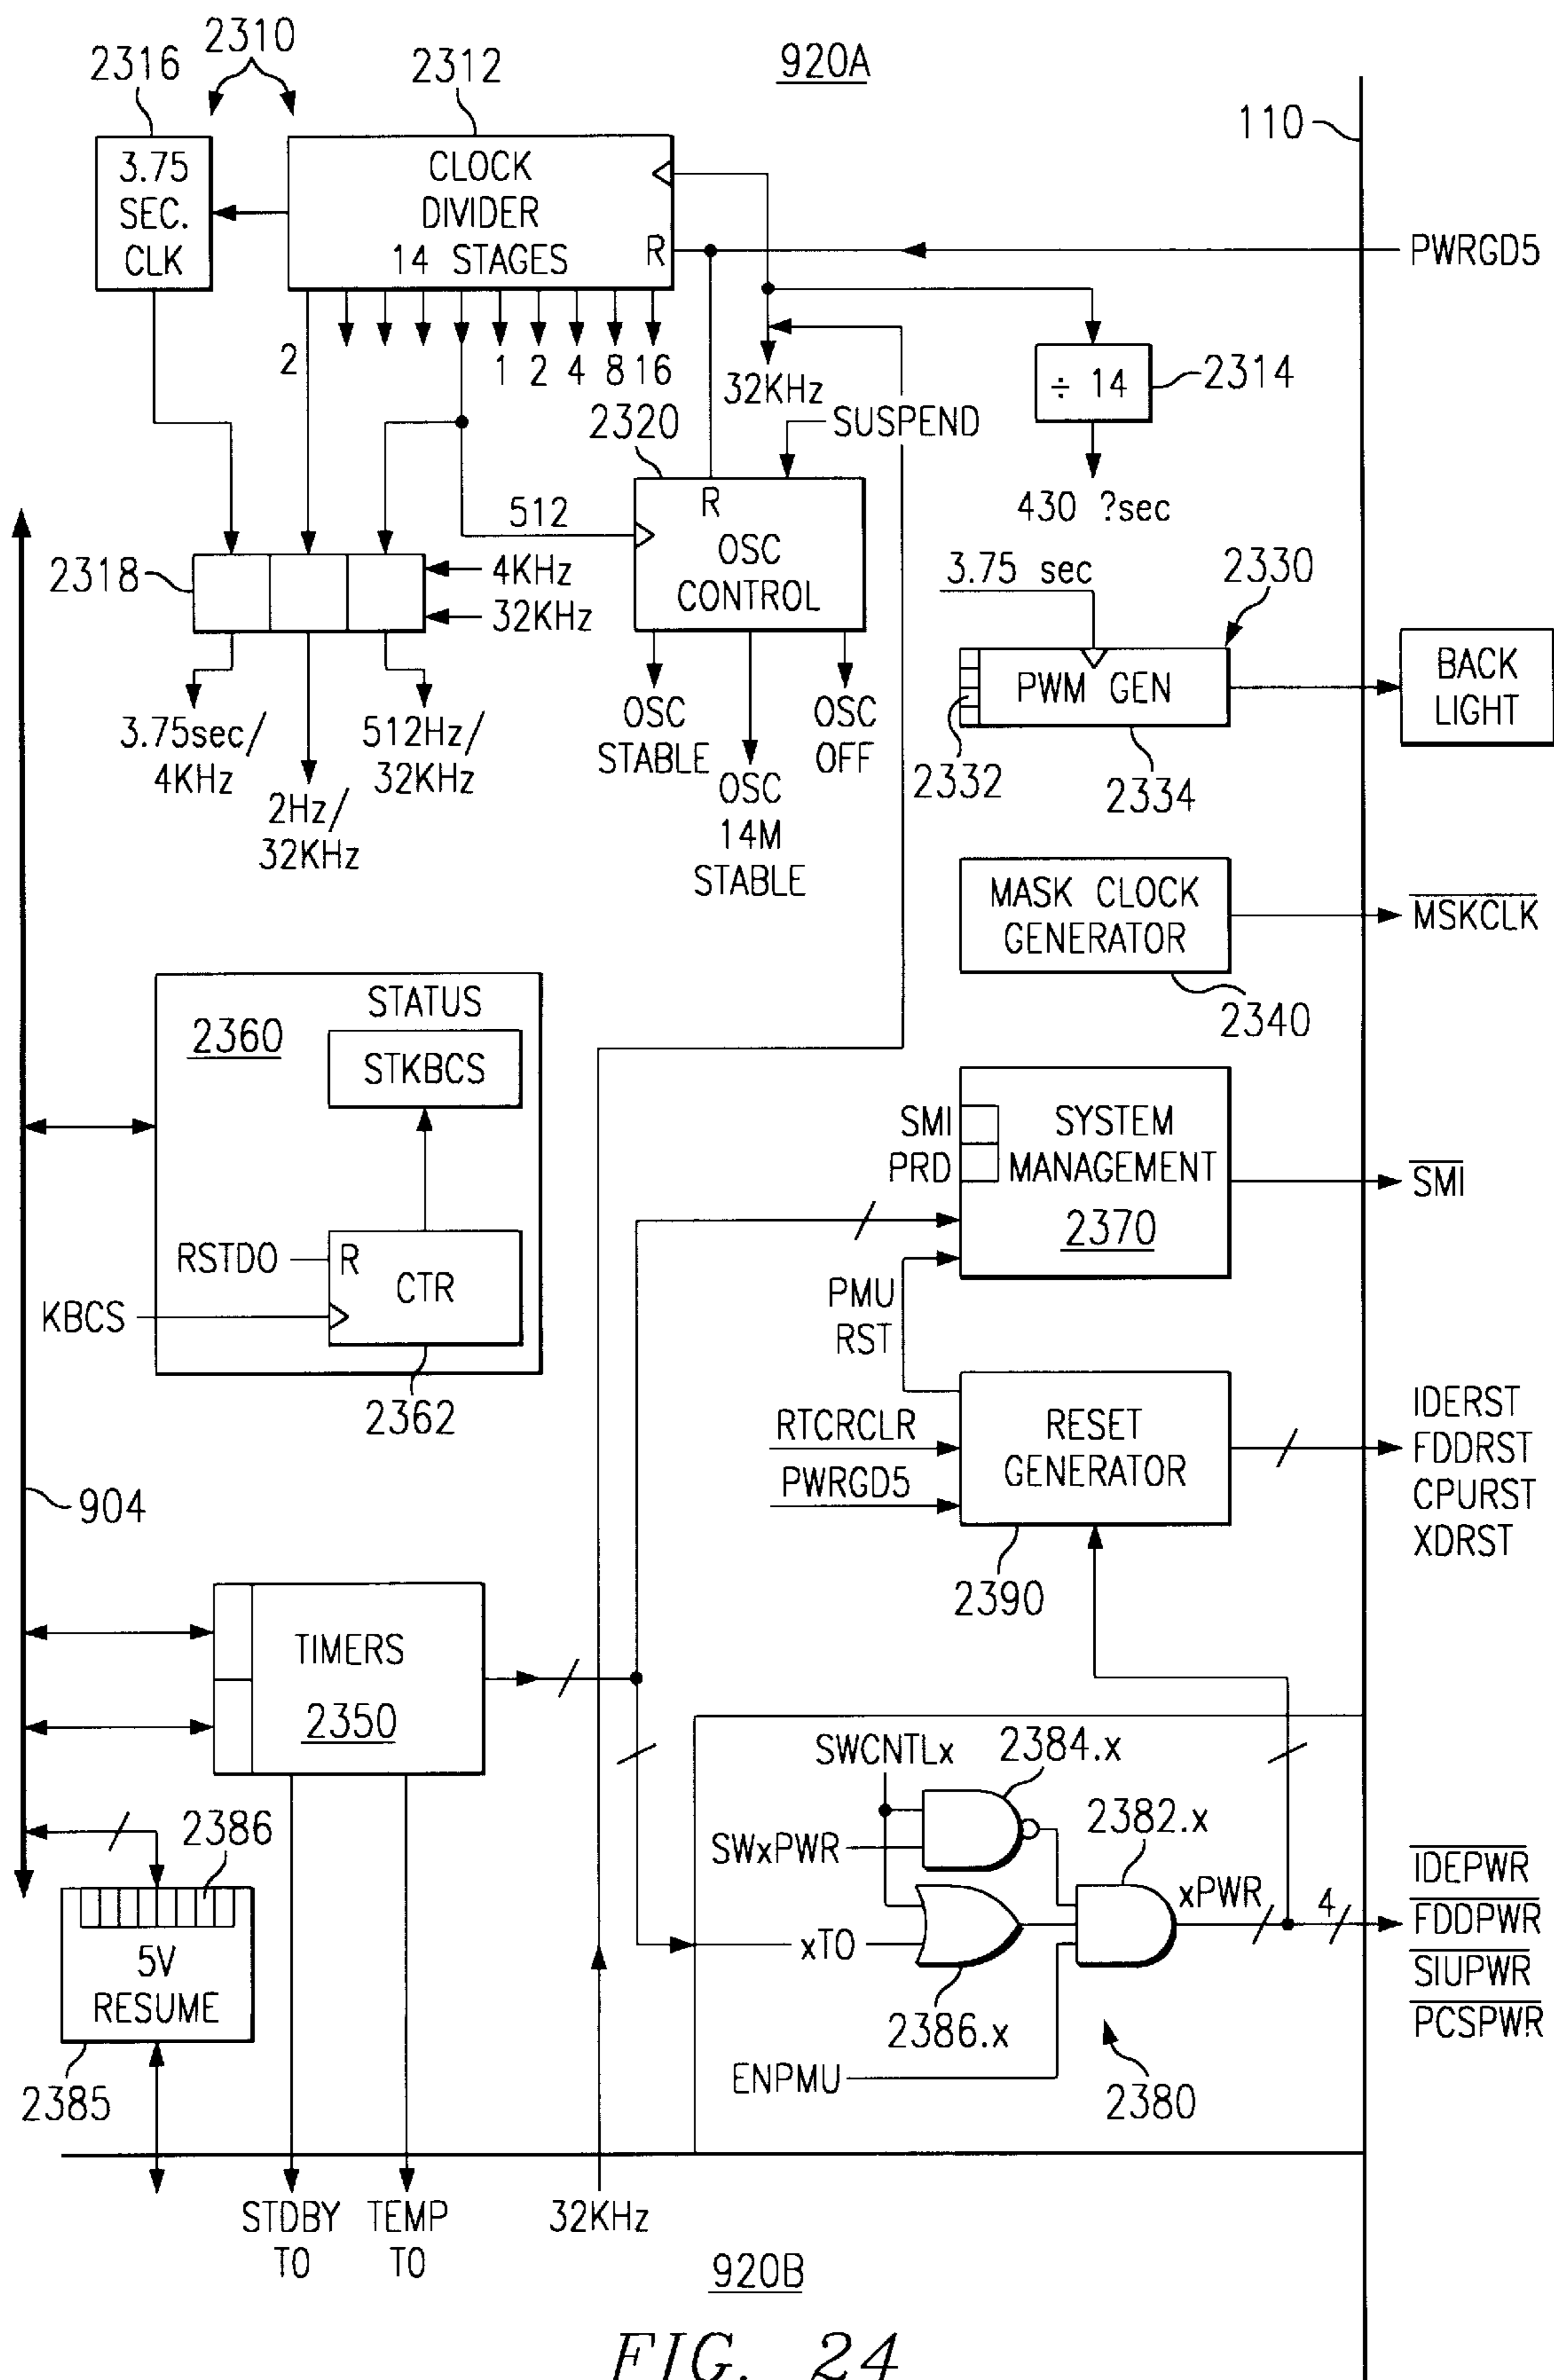 920A
2310
2316
2312
110
3.75
SEC.
CLK
CLOCK
DIVIDER
14 STAGES
R
PWRGD5
2
1 2 4 8 16
32KHz
÷ 14
2314
2320
SUSPEND
430 ?sec
512
R
OSC
CONTROL
2318
4KHz
32KHz
3.75 sec
2330
PWM GEN
BACK
LIGHT
2332
2334
3.75sec/
4KHz
2Hz/
32KHz
512Hz/
32KHz
OSC
STABLE
OSC
14M
STABLE
OSC
OFF
MASK CLOCK
GENERATOR
MSKCLK
2340
2360
STATUS
STKBCS
RSTDO
R
CTR
KBCS
2362
SMI
PRD
SYSTEM
MANAGEMENT
2370
SMI
PMU
RST
RTCRCLR
PWRGD5
RESET
GENERATOR
2390
IDERST
FDDRST
CPURST
XDRST
904
TIMERS
2350
2386
5V
RESUME
2385
SWCNTLx
2384.x
SWxPWR
2382.x
xPWR
4
xTO
2386.x
ENPMU
2380
IDEPWR
FDDPWR
SIUPWR
PCSPWR
STDBY
TO
TEMP
TO
32KHz
920B
FIG. 24